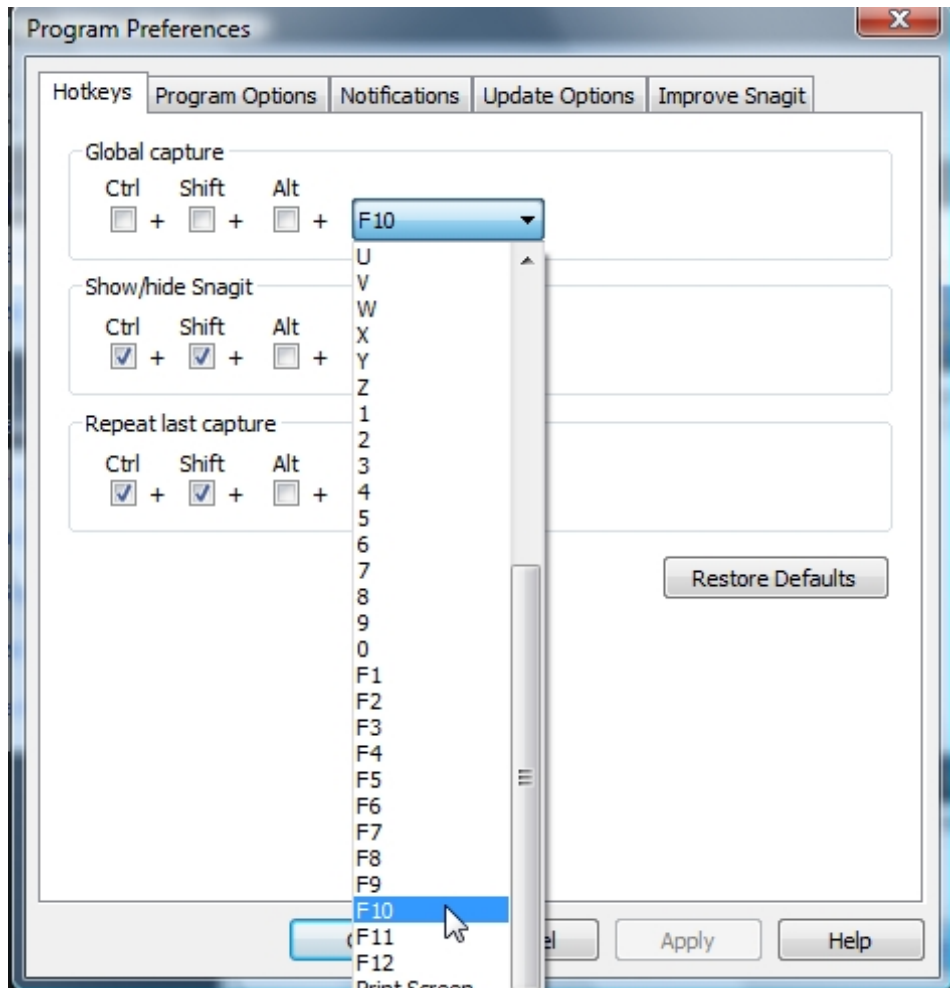 Program Preferences
Hotkeys Program Options Notifications Update Options Improve Snagit
Global capture
Ctrl Shift Alt
+ + + F10
Show/hide Snagit
Ctrl Shift Alt
+ + +
Repeat last capture
Ctrl Shift Alt
+ + +
U
V
W
X
Y
Z
1
2
3
4
5
6
7
8
9
0
F1
F2
F3
F4
F5
F6
F7
F8
F9
F10
F11
F12
Print Screen
Restore Defaults
Apply Help